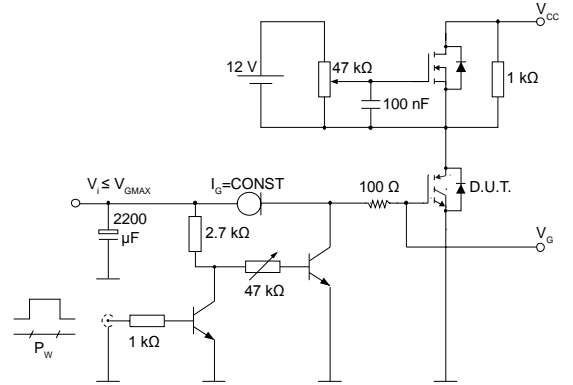 V_CC
12 V
47 kΩ
1 kΩ
100 nF
V_i ≤ V_GMAX
I_G=CONST
100 Ω
D.U.T.
2200
µF
2.7 kΩ
V_G
47 kΩ
1 kΩ
P_W